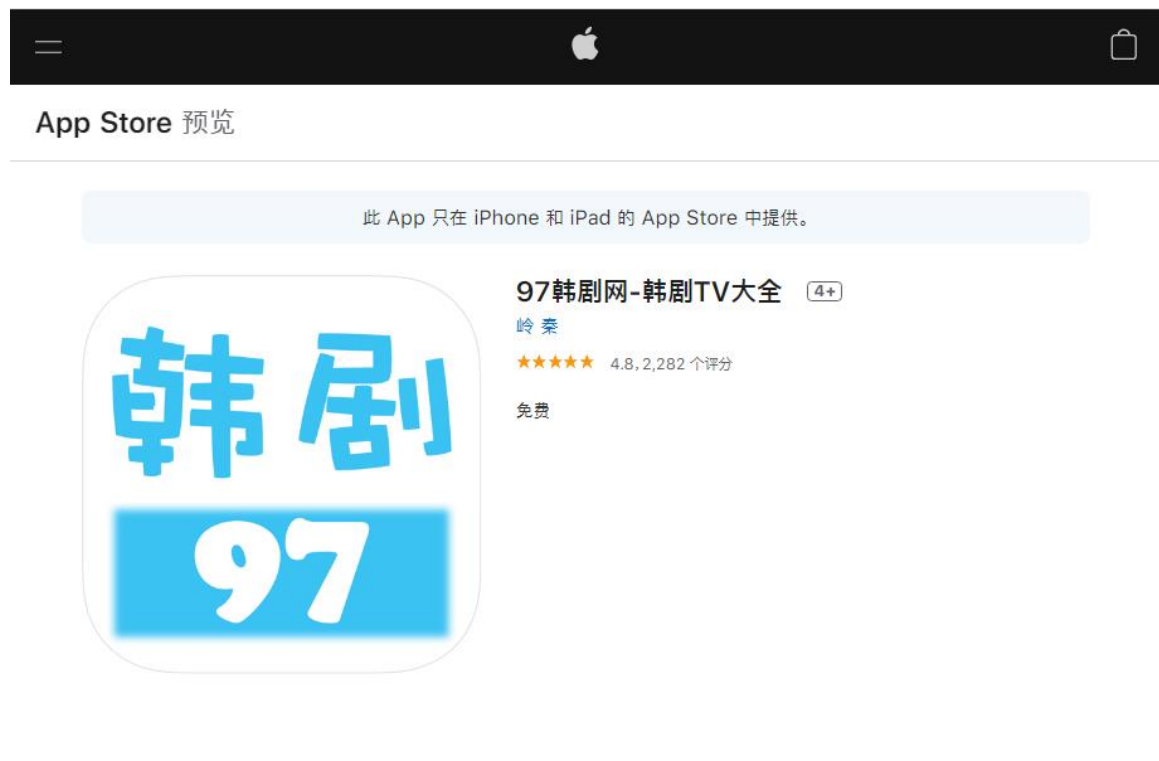 App Store 预览
此 App 只在 iPhone 和 iPad 的 App Store 中提供。
韩剧
97
97韩剧网-韩剧TV大全 4+
岭 秦
★★★★★ 4.8，2,282 个评分
免费